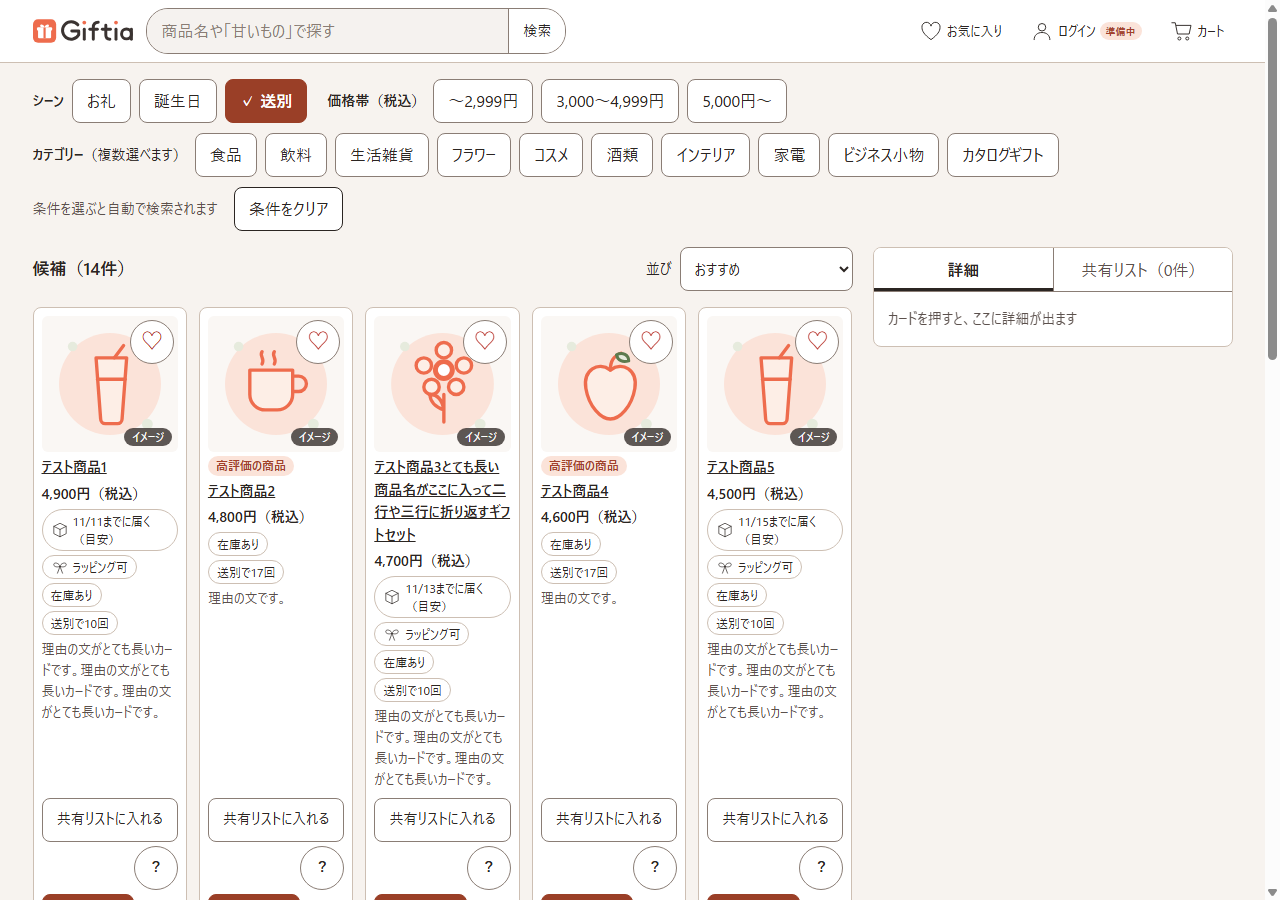 Giftia 商品名や「甘いもの」で探す 検索 お気に入り ログイン 準備中 カート
シーン お礼 誕生日 ✓ 送別 価格帯（税込） ～2,999円 3,000～4,999円 5,000円～
カテゴリー（複数選べます） 食品 飲料 生活雑貨 フラワー コスメ 酒類 インテリア 家電 ビジネス小物 カタログギフト
条件を選ぶと自動で検索されます 条件をクリア
候補（14件） 並び おすすめ
イメージ
テスト商品1
4,900円（税込）
11/11までに届く
（目安）
ラッピング可
在庫あり
送別で10回
理由の文がとても長いカー
ドです。理由の文がとても
長いカードです。理由の文
がとても長いカードです。
共有リストに入れる
?
イメージ
高評価の商品
テスト商品2
4,800円（税込）
在庫あり
送別で17回
理由の文です。
共有リストに入れる
?
イメージ
テスト商品3とても長い
商品名がここに入って二
行や三行に折り返すギフ
トセット
4,700円（税込）
11/13までに届く
（目安）
ラッピング可
在庫あり
送別で10回
理由の文がとても長いカー
ドです。理由の文がとても
長いカードです。理由の文
がとても長いカードです。
共有リストに入れる
?
イメージ
高評価の商品
テスト商品4
4,600円（税込）
在庫あり
送別で17回
理由の文です。
共有リストに入れる
?
イメージ
テスト商品5
4,500円（税込）
11/15までに届く
（目安）
ラッピング可
在庫あり
送別で10回
理由の文がとても長いカー
ドです。理由の文がとても
長いカードです。理由の文
がとても長いカードです。
共有リストに入れる
?
詳細 共有リスト（0件）
カードを押すと、ここに詳細が出ます